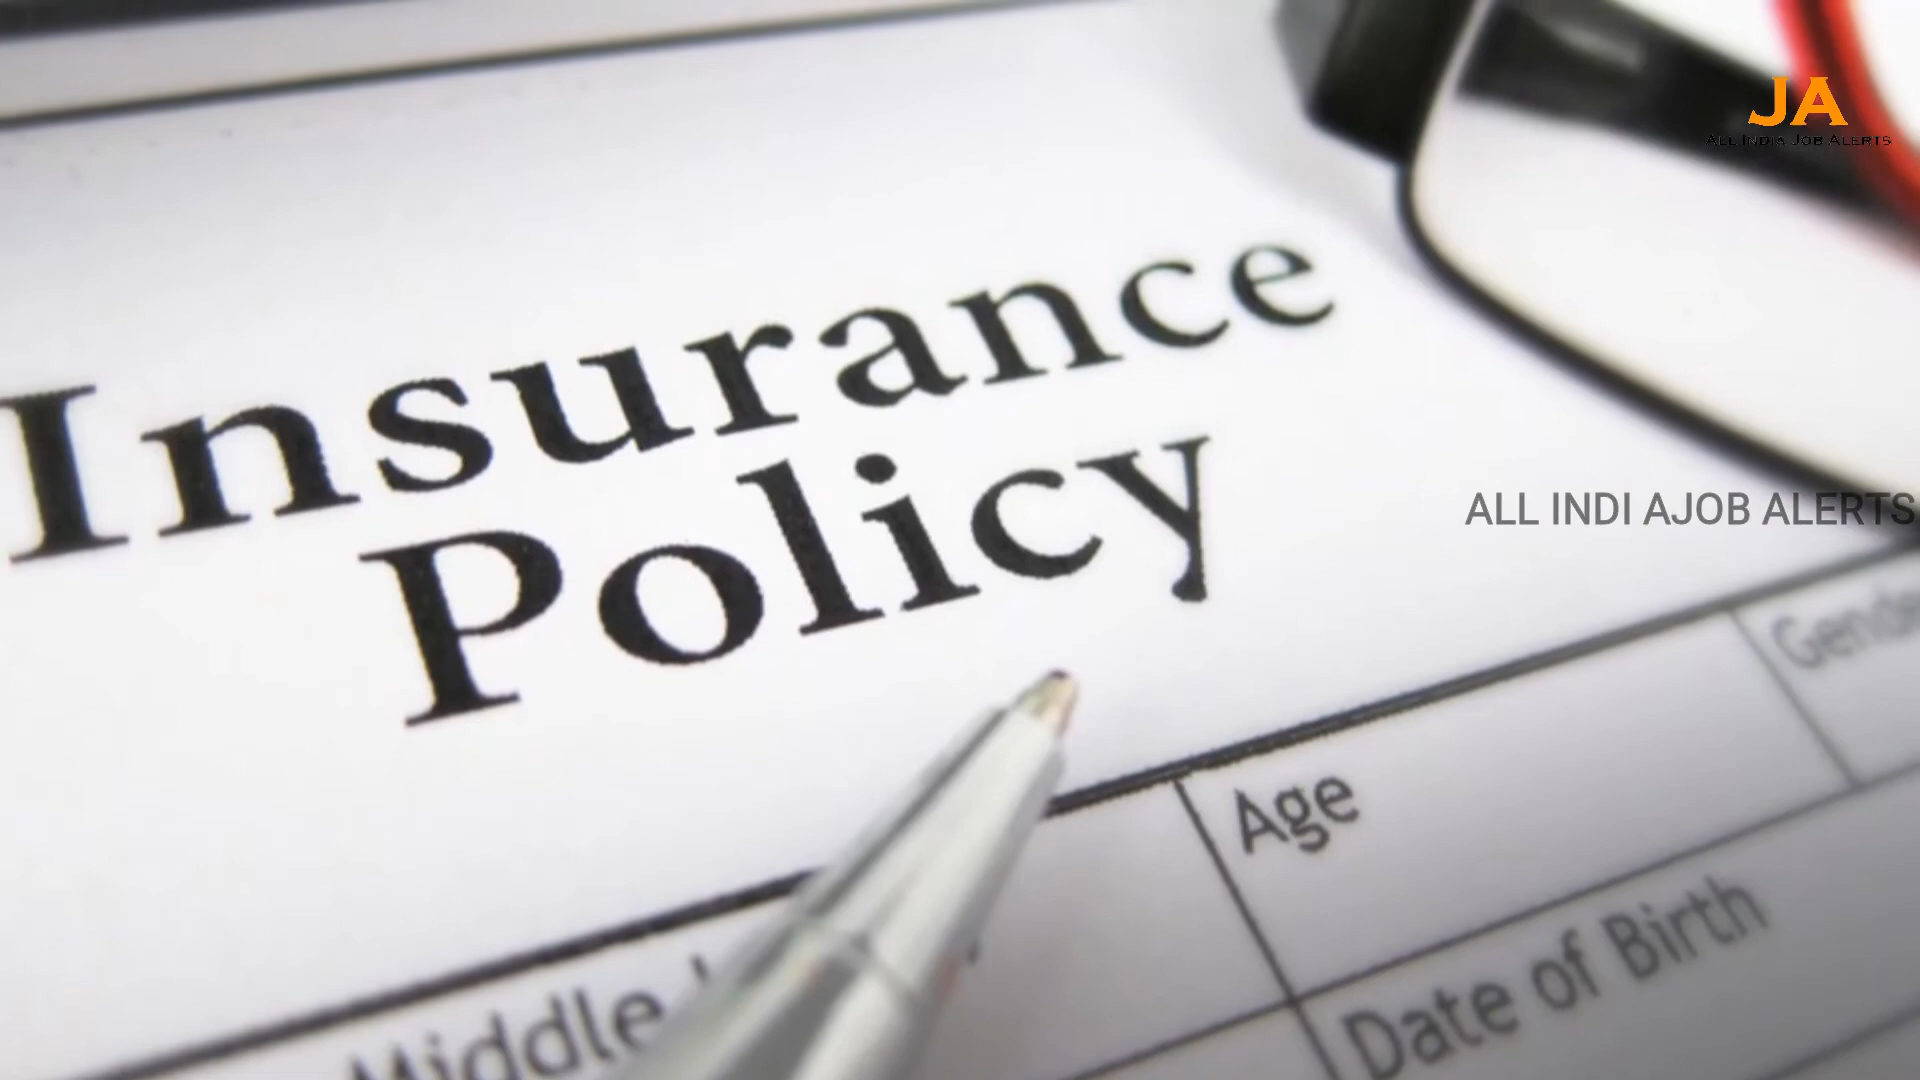 JA
ALL INDIA JOB ALERTS
Insurance
Policy
ALL INDI AJOB ALERTS
Age
Middle
Date of Birth